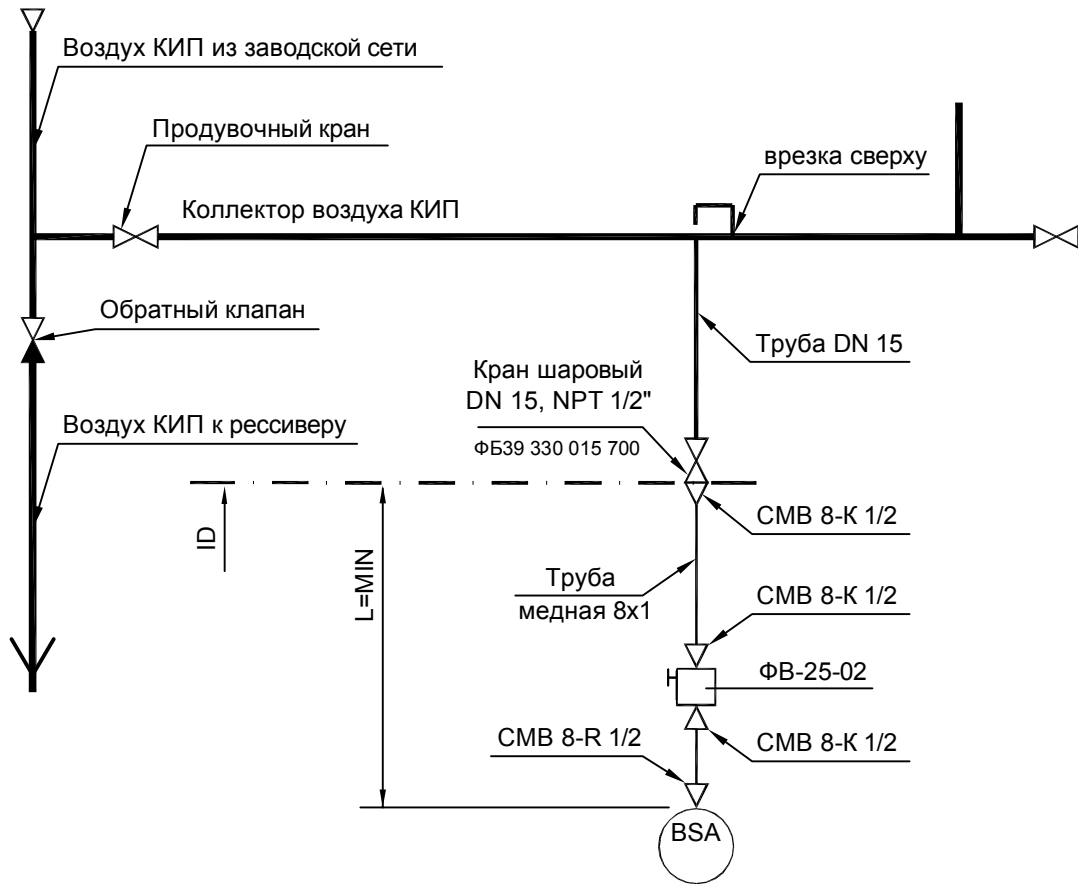 Воздух КИП из заводской сети
Продувочный кран
врезка сверху
Коллектор воздуха КИП
Обратный клапан
Труба DN 15
Кран шаровый
DN 15, NPT 1/2"
ФБ39 330 015 700
Воздух КИП к рессиверу
СМВ 8-К 1/2
ID
L=MIN
Труба
медная 8х1
СМВ 8-К 1/2
ФВ-25-02
СМВ 8-R 1/2
СМВ 8-К 1/2
BSA